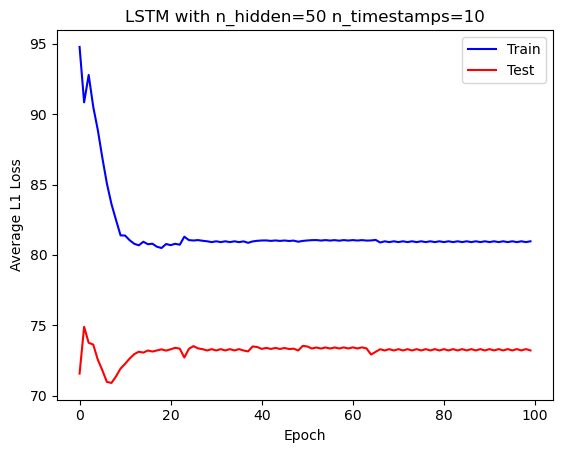 LSTM with n_hidden=50 n_timestamps=10
95
90
85
80
75
70
Average L1 Loss
Train
Test
0 20 40 60 80 100
Epoch